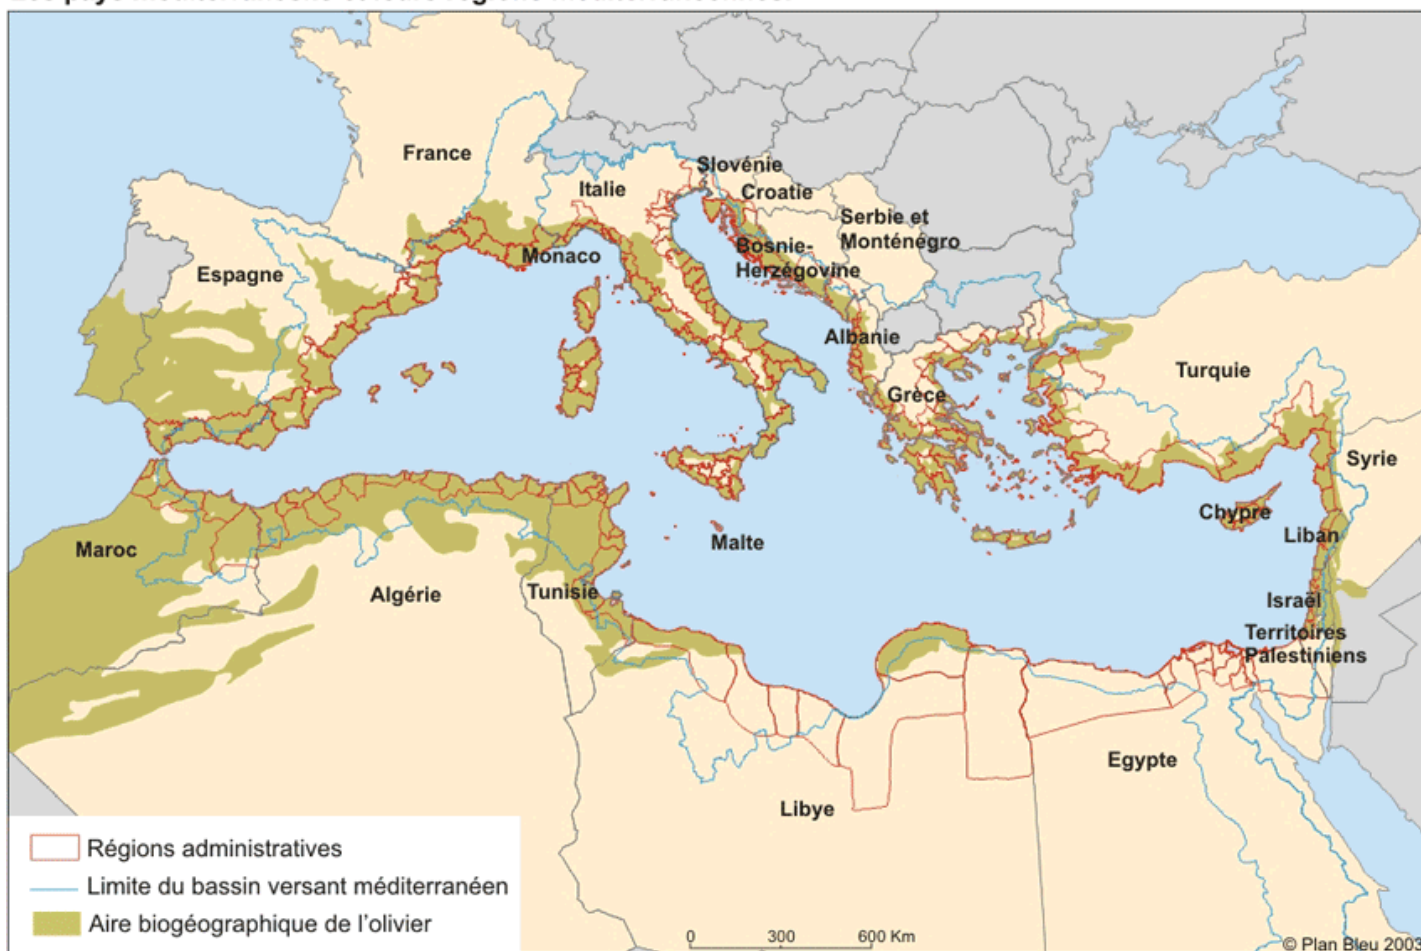 France
Slovénie
Italie
Croatie
Serbie et
Monténégro
Bosnie-
Herzégovine
Monaco
Espagne
Albanie
Turquie
Grèce
Syrie
Chypre
Malte
Liban
Maroc
Algérie
Tunisie
Israël
Territoires
Palestiniens
Egypte
Libye
Régions administratives
Limite du bassin versant méditerranéen
Aire biogéographique de l'olivier
0 300 600 Km
© Plan Bleu 2003